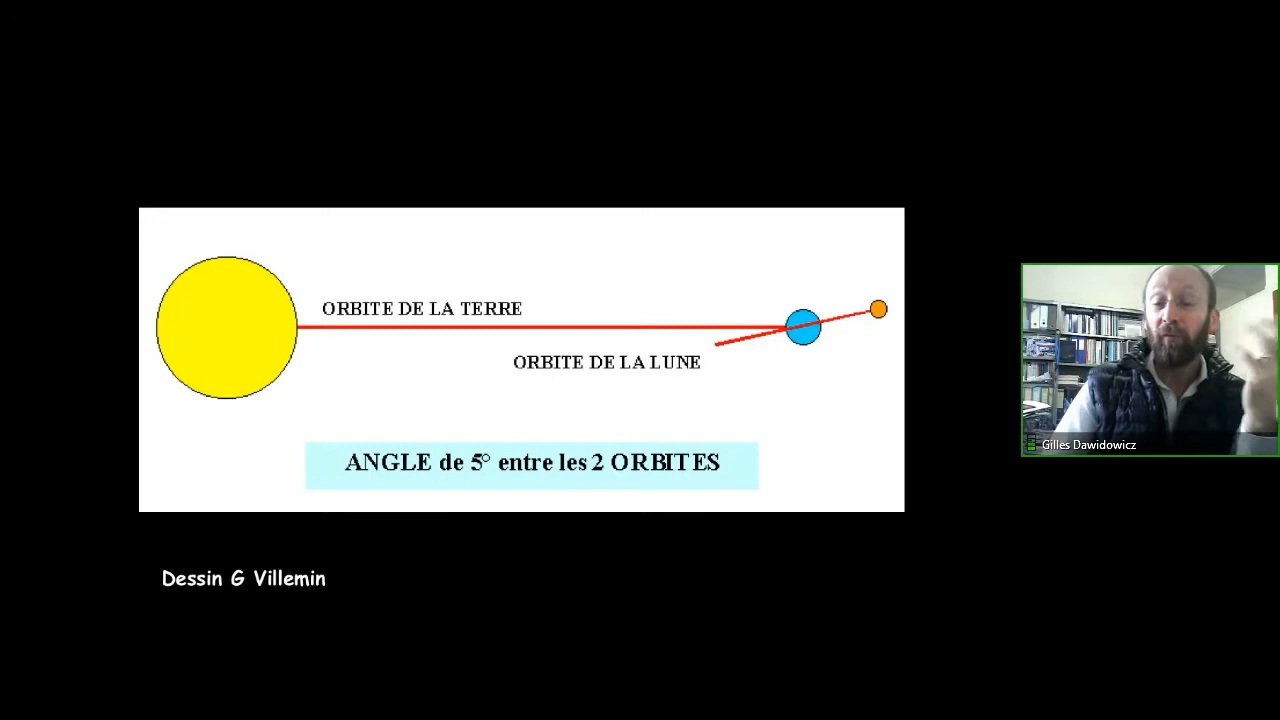 ORBITE DE LA TERRE
ORBITE DE LA LUNE
ANGLE de 5° entre les 2 ORBITES
Dessin G Villemin
Gilles Dawidowicz